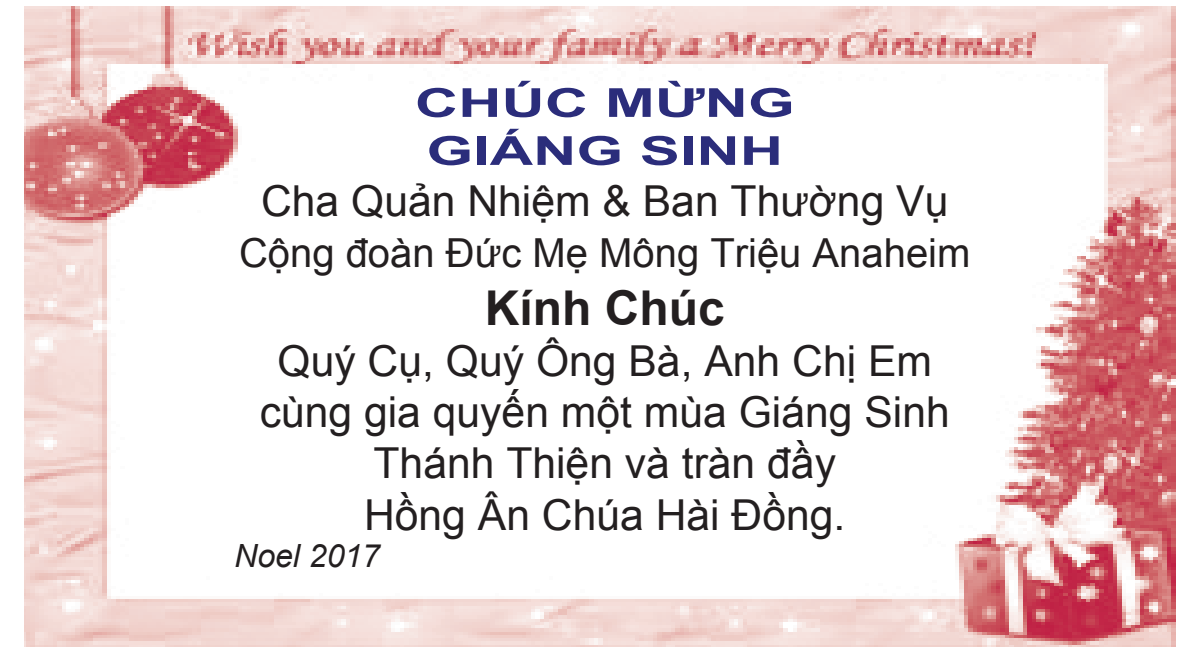 Wish you and your family a Merry Christmas!
CHÚC MỪNG
GIÁNG SINH
Cha Quản Nhiệm & Ban Thường Vụ
Cộng đoàn Đức Mẹ Mông Triệu Anaheim
Kính Chúc
Quý Cụ, Quý Ông Bà, Anh Chị Em
cùng gia quyến một mùa Giáng Sinh
Thánh Thiện và tràn đầy
Hồng Ân Chúa Hài Đồng.
Noel 2017